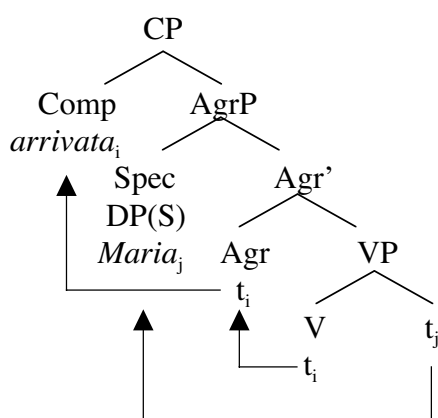 CP
Comp AgrP
arrivataᵢ
Spec Agr’
DP(S)
Mariaⱼ Agr VP
tᵢ
V tⱼ
tᵢ